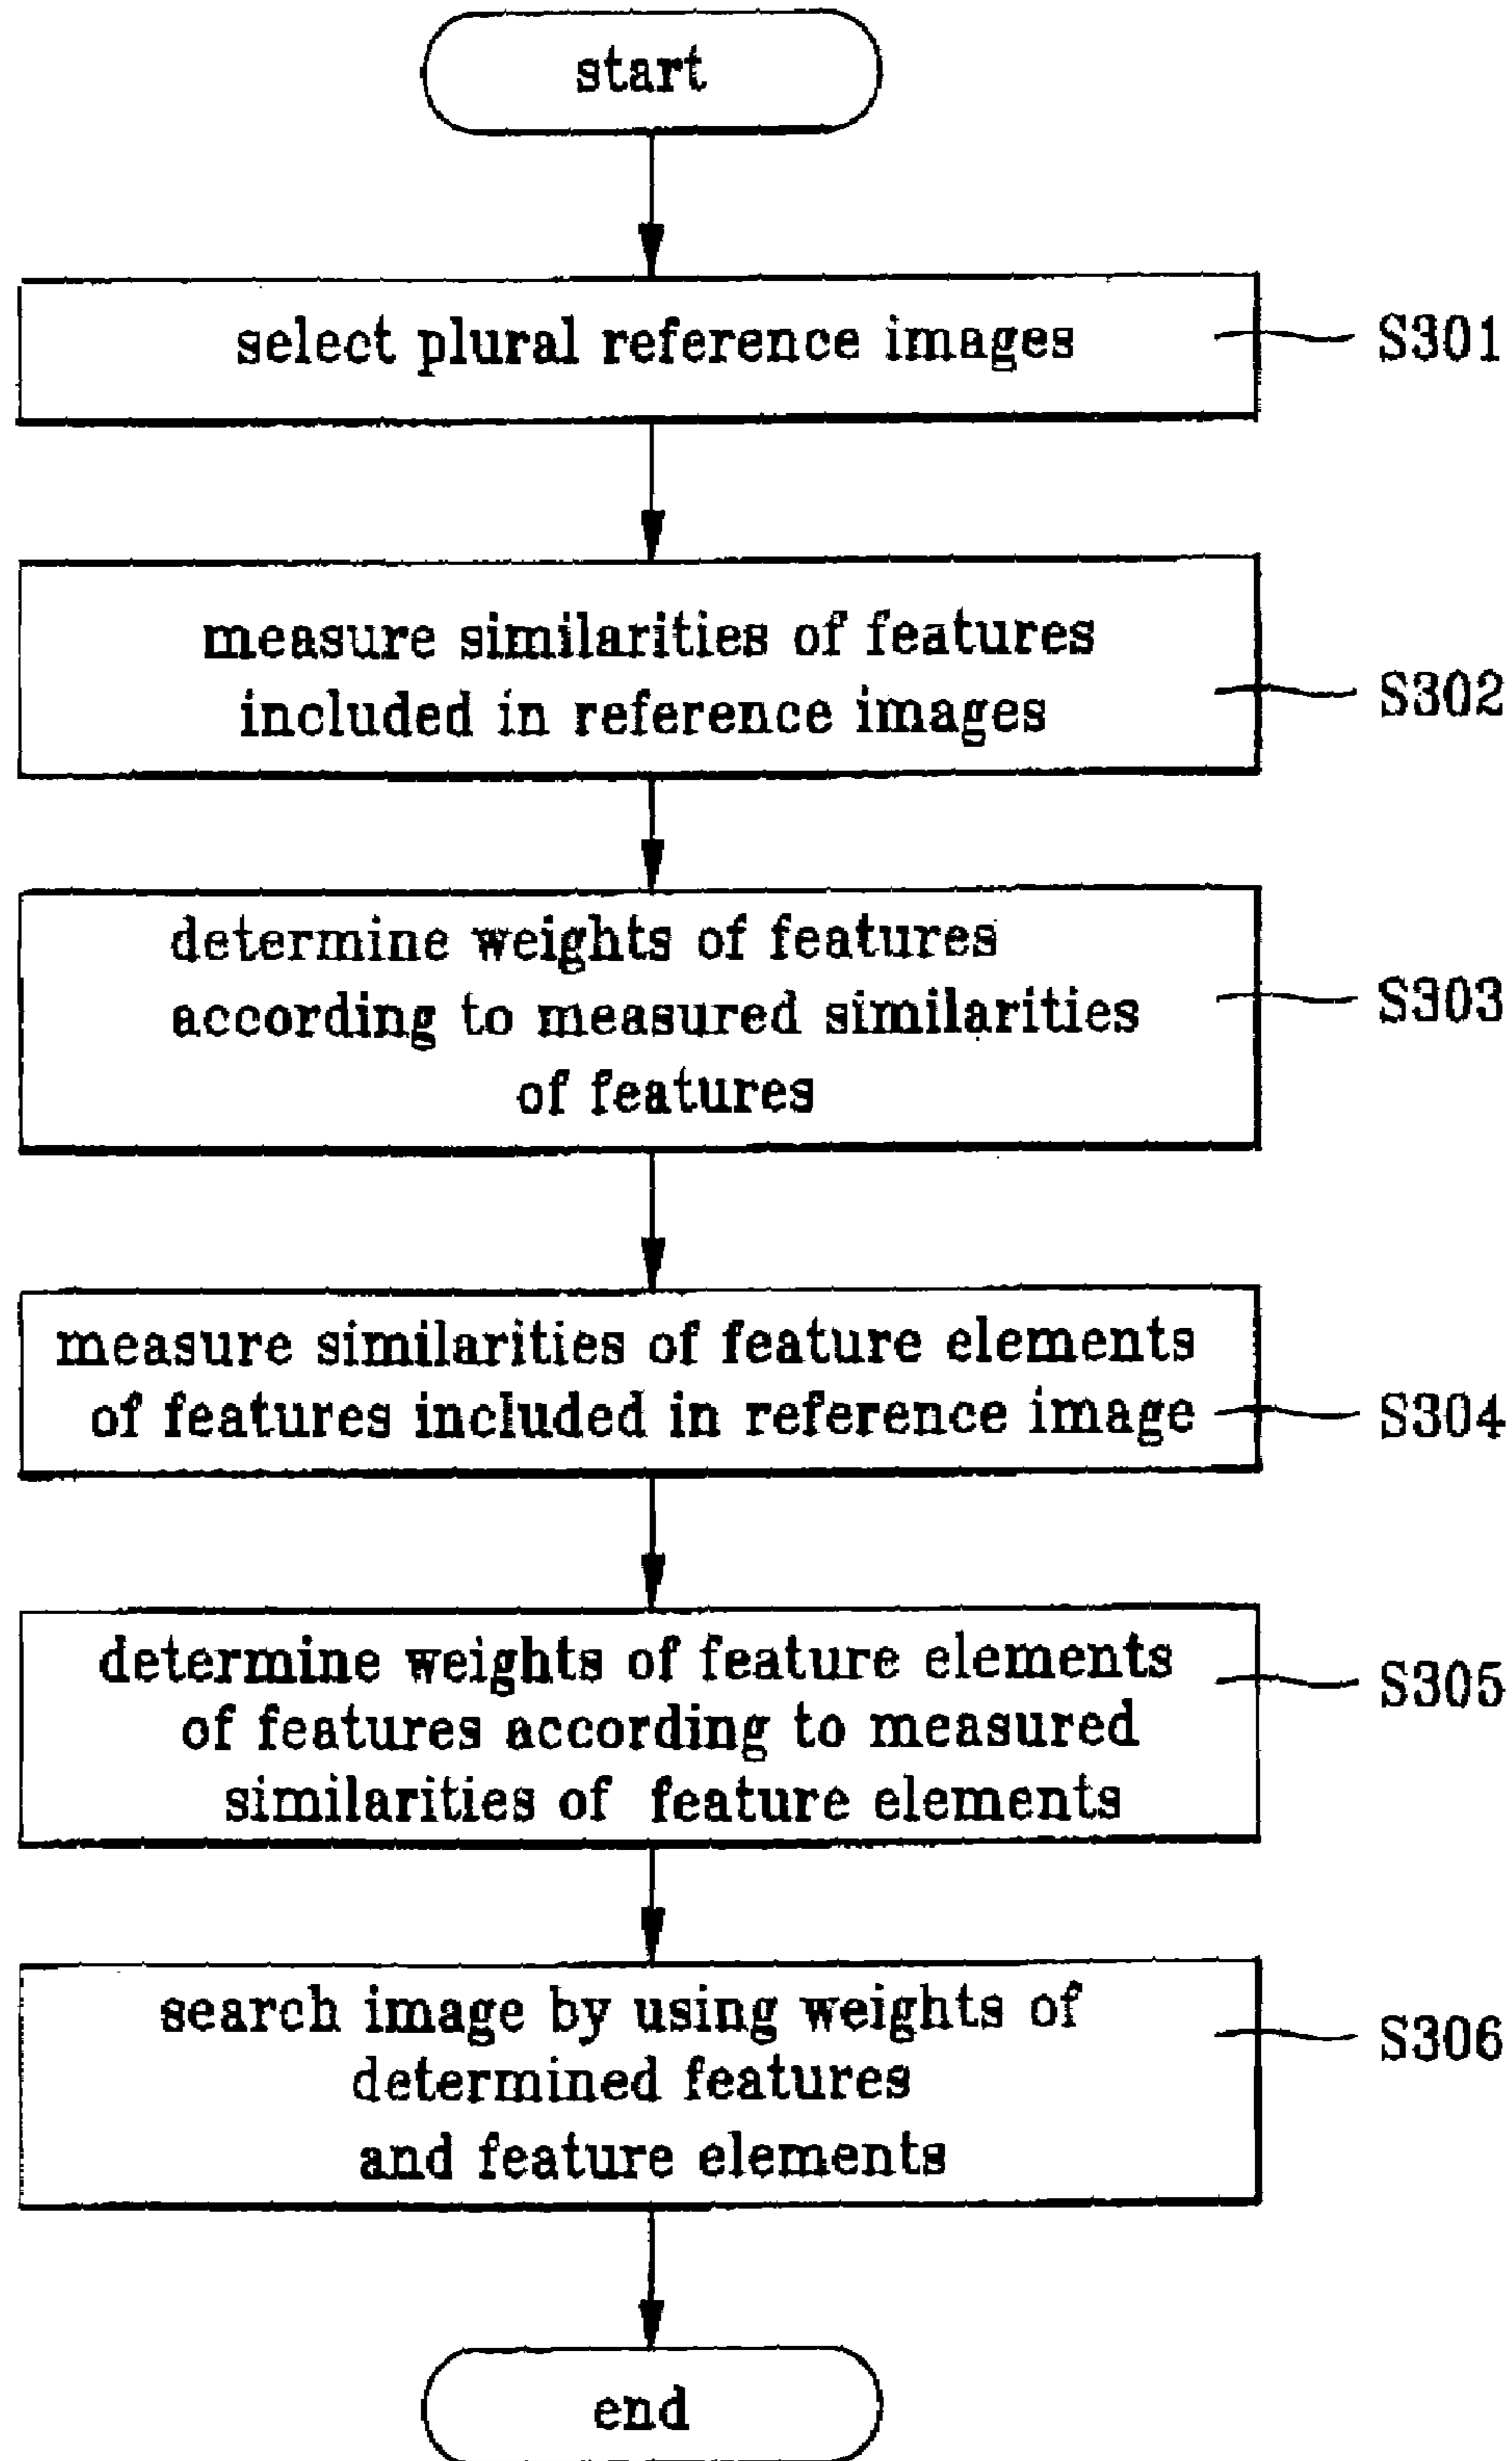 start
select plural reference images
S301
measure similarities of features
included in reference images
S302
determine weights of features
according to measured similarities
of features
S303
measure similarities of feature elements
of features included in reference image
S304
determine weights of feature elements
of features according to measured
similarities of feature elements
S305
search image by using weights of
determined features
and feature elements
S306
end